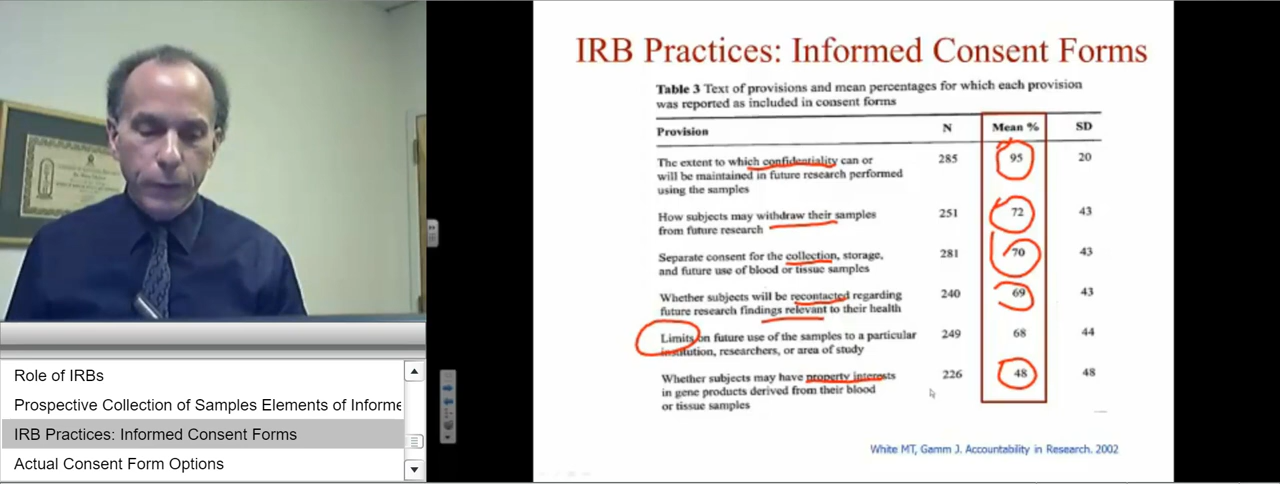 IRB Practices: Informed Consent Forms
Table 3 Text of provisions and mean percentages for which each provision
was reported as included in consent forms
Provision N Mean % SD
The extent to which confidentiality can or 285 95 20
will be maintained in future research performed
using the samples
How subjects may withdraw their samples 251 72 43
from future research
Separate consent for the collection, storage, 281 70 43
and future use of blood or tissue samples
Whether subjects will be recontacted regarding 240 69 43
future research findings relevant to their health
Limits on future use of the samples to a particular 249 68 44
institution, researchers, or area of study
Whether subjects may have property interests 226 48 48
in gene products derived from their blood
or tissue samples
White MT, Gamm J. Accountability in Research. 2002
Role of IRBs
Prospective Collection of Samples Elements of Informe
IRB Practices: Informed Consent Forms
Actual Consent Form Options